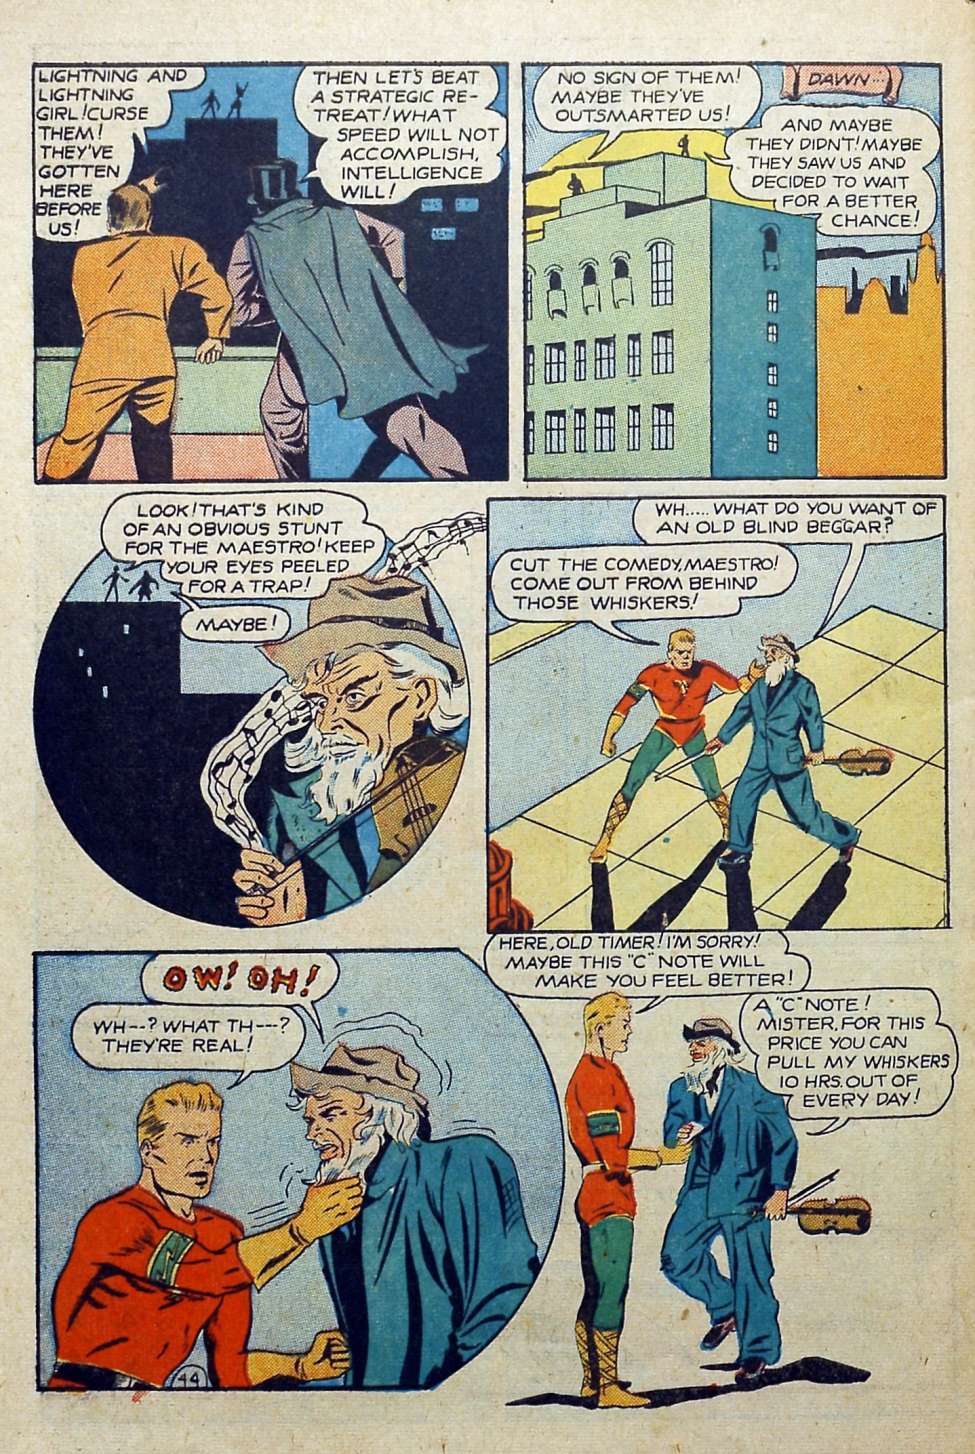 LIGHTNING AND
LIGHTNING
GIRL! CURSE
THEM!
THEY'VE
GOTTEN
HERE
BEFORE
US!
THEN LET'S BEAT
A STRATEGIC RE-
TREAT! WHAT
SPEED WILL NOT
ACCOMPLISH,
INTELLIGENCE
WILL!
NO SIGN OF THEM!
MAYBE THEY'VE
OUTSMARTED US!
DAWN...
AND MAYBE
THEY DIDN'T! MAYBE
THEY SAW US AND
DECIDED TO WAIT
FOR A BETTER
CHANCE!
LOOK! THAT'S KIND
OF AN OBVIOUS STUNT
FOR THE MAESTRO! KEEP
YOUR EYES PEELED
FOR A TRAP!
MAYBE!
WH..... WHAT DO YOU WANT OF
AN OLD BLIND BEGGAR?
CUT THE COMEDY, MAESTRO!
COME OUT FROM BEHIND
THOSE WHISKERS!
OW! OH!
WH--? WHAT TH---?
THEY'RE REAL!
44
HERE, OLD TIMER! I'M SORRY!
MAYBE THIS "C" NOTE WILL
MAKE YOU FEEL BETTER!
A "C" NOTE!
MISTER, FOR THIS
PRICE YOU CAN
PULL MY WHISKERS
10 HRS. OUT OF
EVERY DAY!